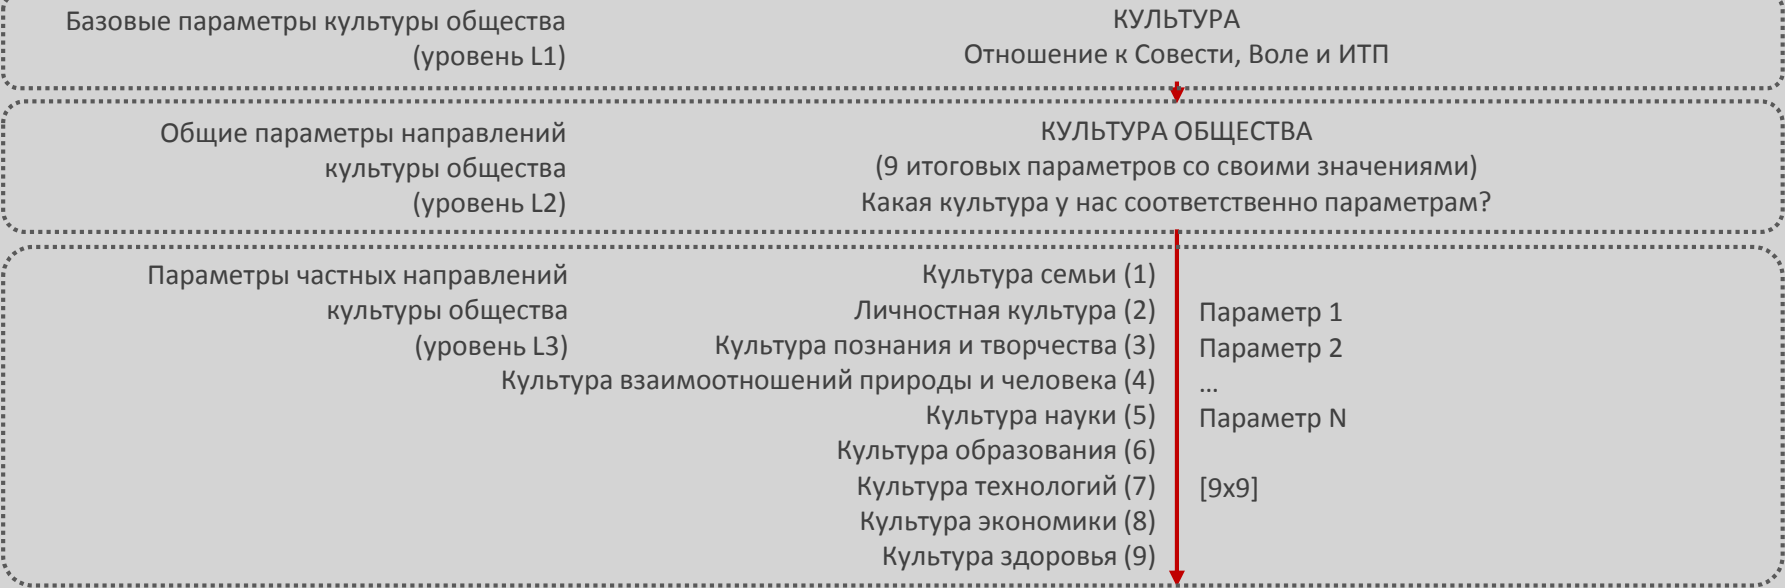 Базовые параметры культуры общества
(уровень L1)
КУЛЬТУРА
Отношение к Совести, Воле и ИТП
Общие параметры направлений
культуры общества
(уровень L2)
КУЛЬТУРА ОБЩЕСТВА
(9 итоговых параметров со своими значениями)
Какая культура у нас соответственно параметрам?
Параметры частных направлений
культуры общества
(уровень L3)
Культура семьи (1)
Личностная культура (2)
Культура познания и творчества (3)
Культура взаимоотношений природы и человека (4)
Культура науки (5)
Культура образования (6)
Культура технологий (7)
Культура экономики (8)
Культура здоровья (9)
Параметр 1
Параметр 2
...
Параметр N
[9x9]